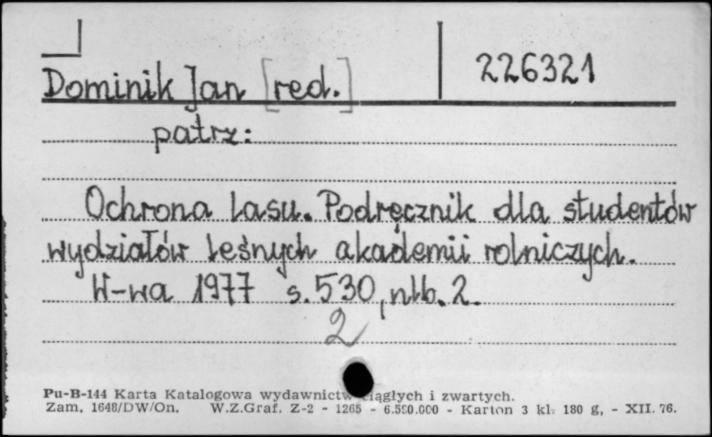 226321
Dominik Jan [red.]
patrz:
Ochrona lasu. Podręcznik dla studentów
wydziałów leśnych akademii rolniczych.
W-wa 1977 s. 530, nlb. 2.
2
Pu-B-144 Karta Katalogowa wydawnictw ciągłych i zwartych.
Zam. 1648/DW/On. W.Z.Graf. Z-2 - 1265 - 6.500.000 - Karton 3 kl. 180 g, - XII. 76.